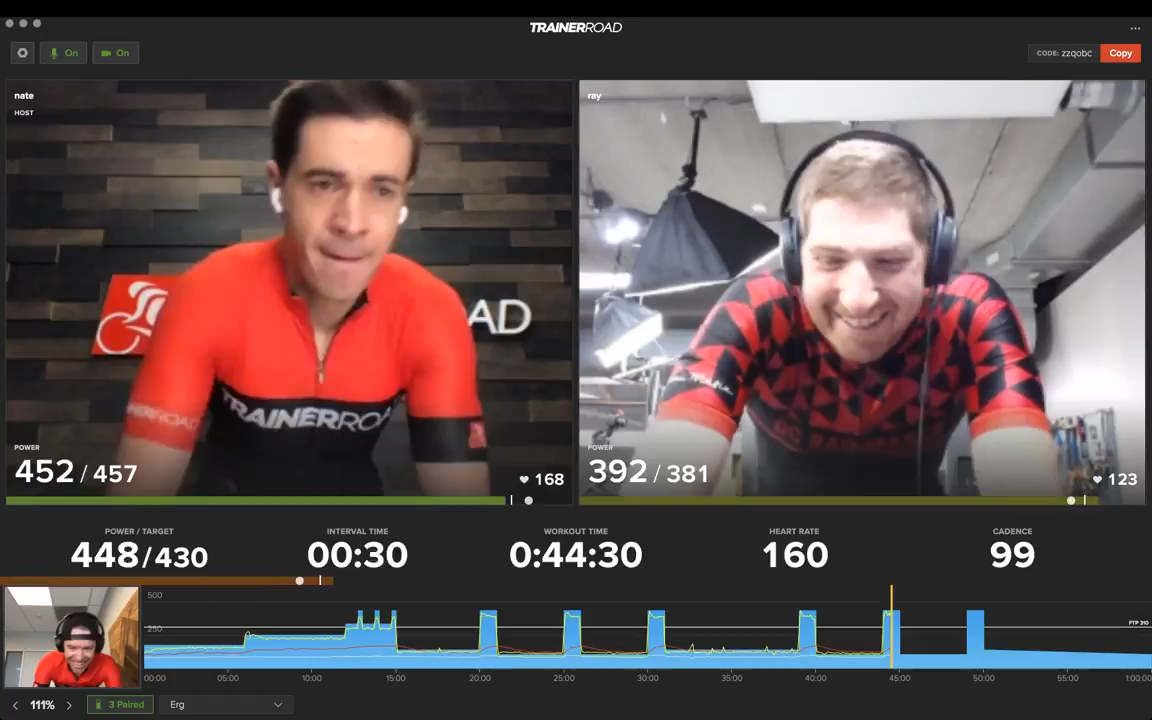 TRAINERROAD
On
On
CODE: zzqobc
Copy
nate
HOST
ray
AD
TRAINERROA
POWER
452 / 457
168
POWER
392 / 381
123
POWER / TARGET
INTERVAL TIME
WORKOUT TIME
HEART RATE
CADENCE
448/430
00:30
0:44:30
160
99
500
250
FTP 310
00:00
05:00
10:00
15:00
20:00
25:00
30:00
35:00
40:00
45:00
50:00
55:00
1:00:00
111%
3 Paired
Erg